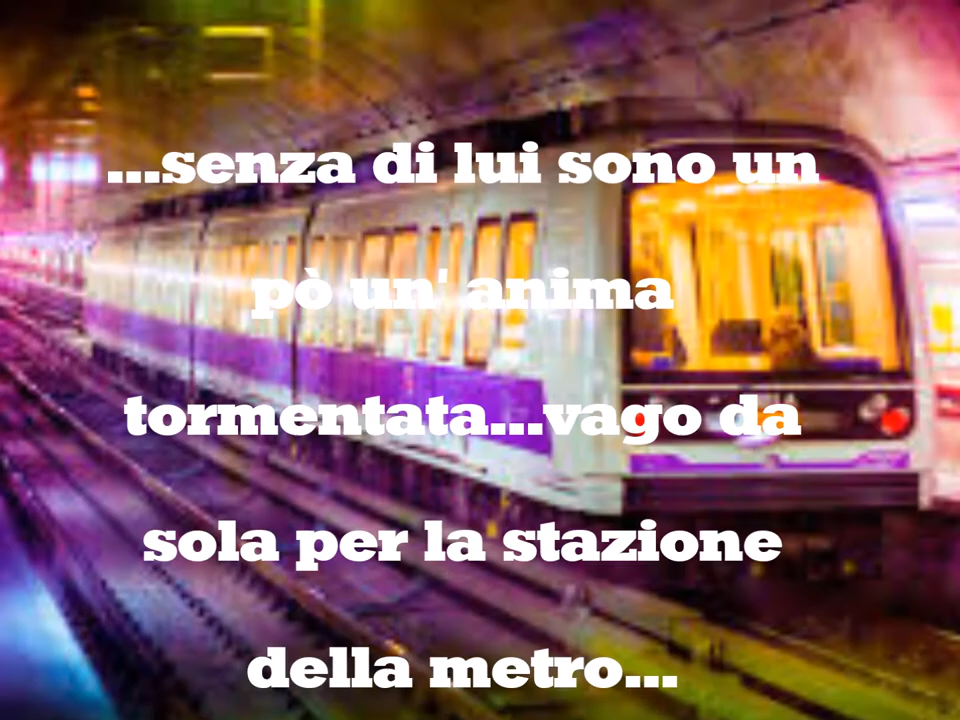 ...senza di lui sono un
pò un' anima
tormentata...vago da
sola per la stazione
della metro...